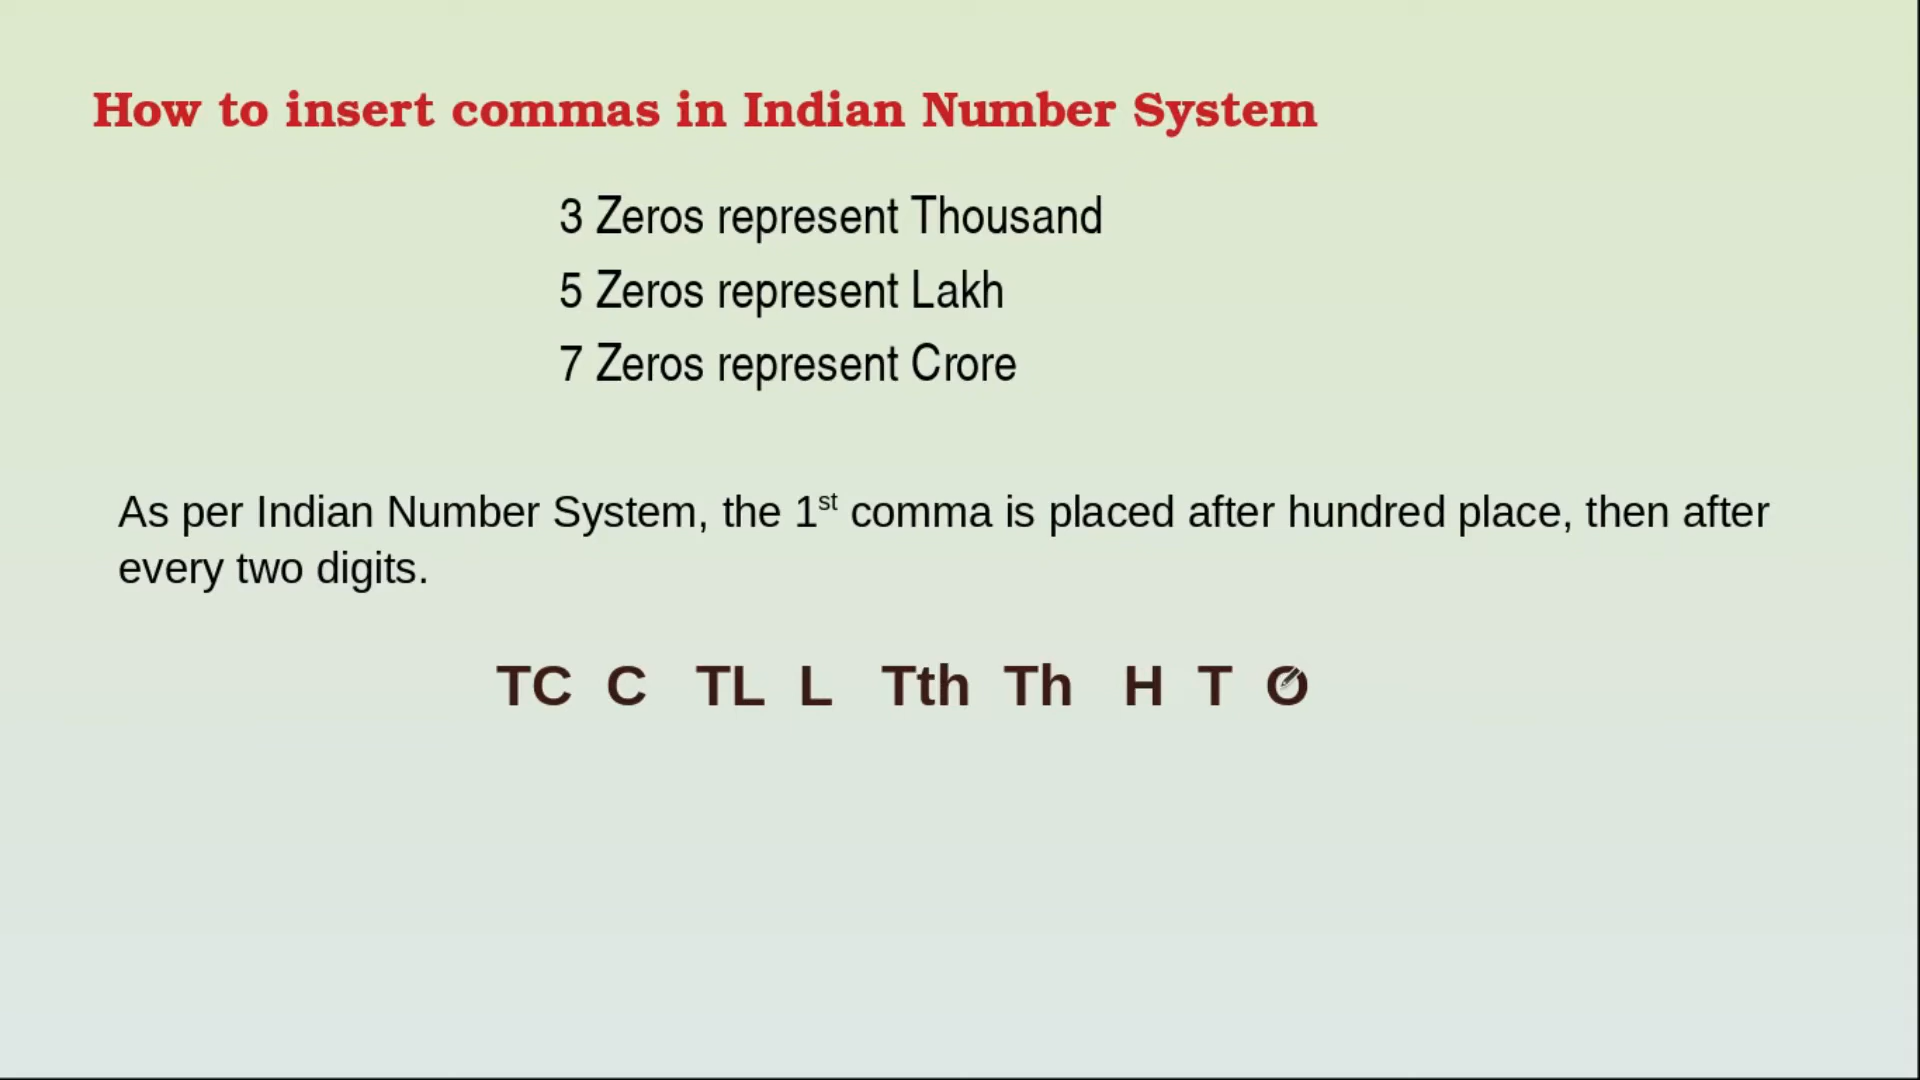 How to insert commas in Indian Number System
3 Zeros represent Thousand
5 Zeros represent Lakh
7 Zeros represent Crore
As per Indian Number System, the 1st comma is placed after hundred place, then after
every two digits.
TC C TL L Tth Th H T O